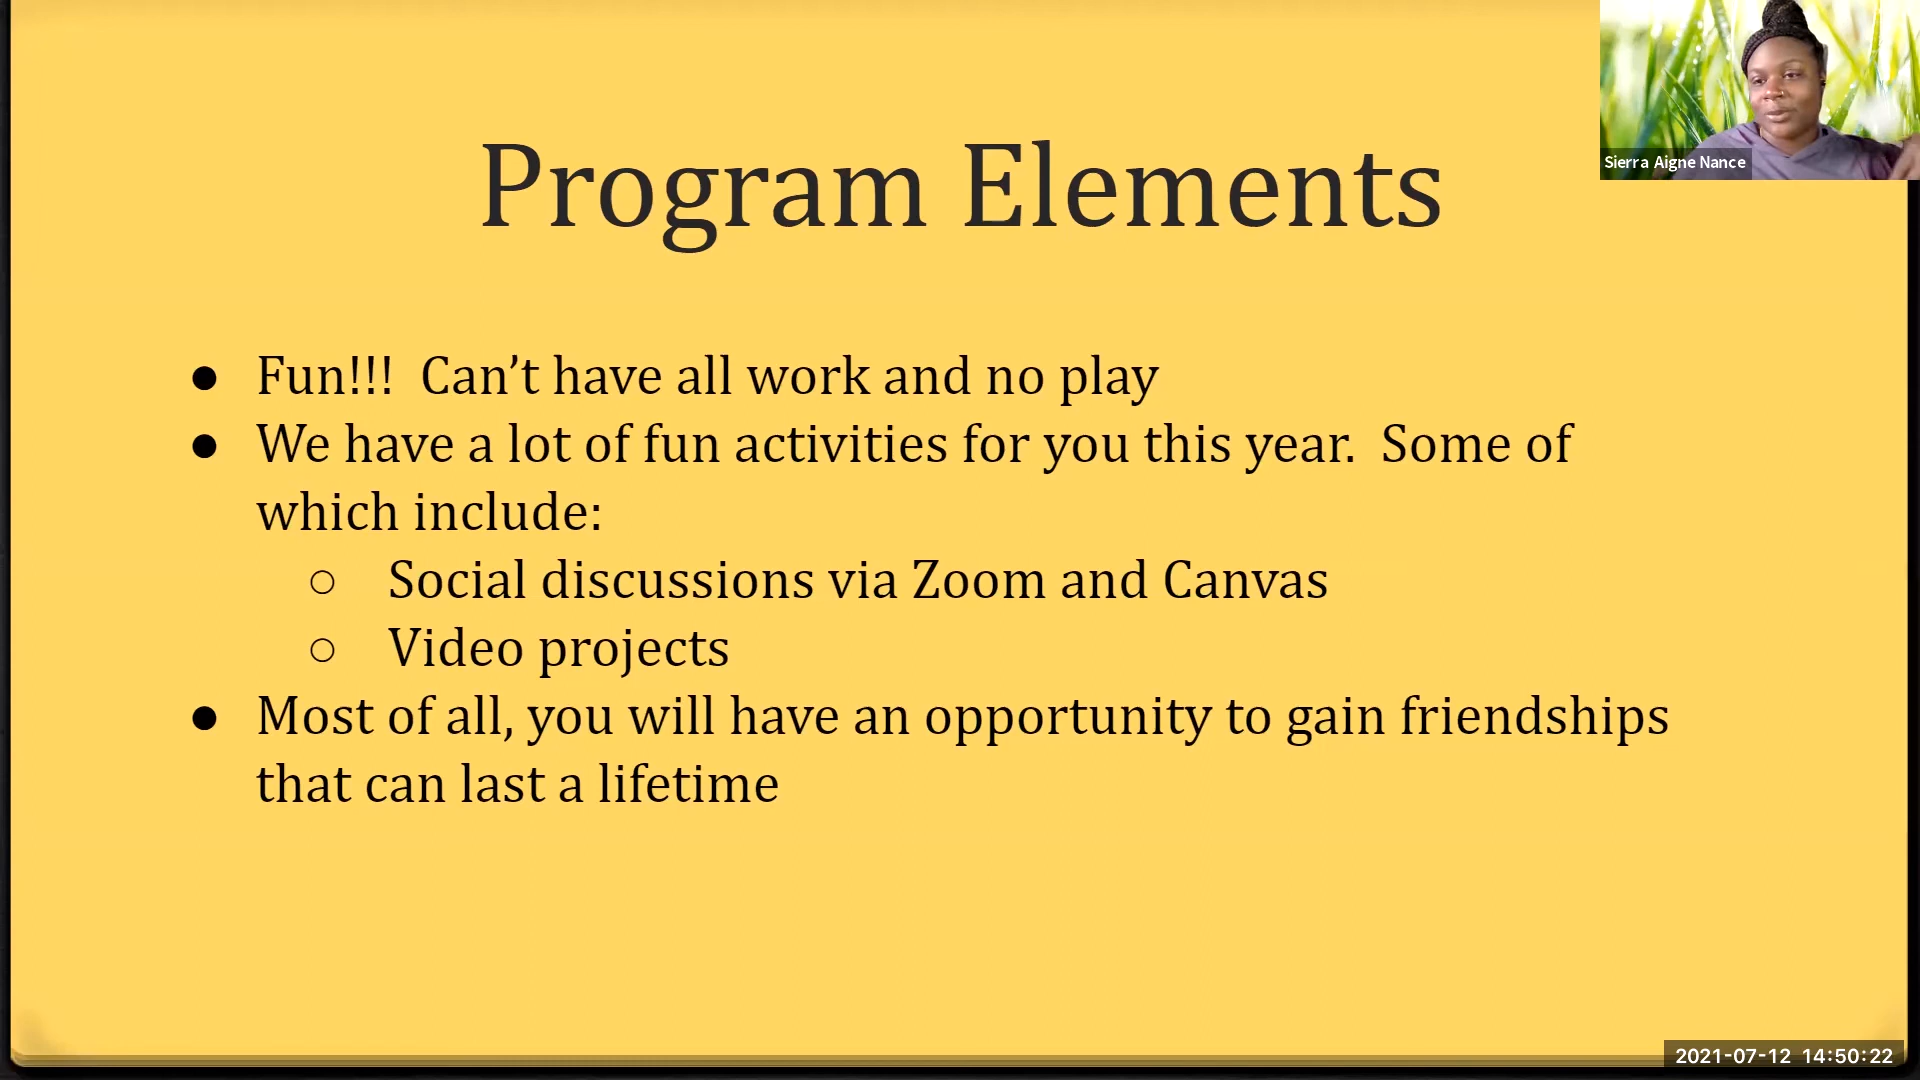 Program Elements
Sierra Aigne Nance
● Fun!!!  Can’t have all work and no play
● We have a lot of fun activities for you this year.  Some of
which include:
○ Social discussions via Zoom and Canvas
○ Video projects
● Most of all, you will have an opportunity to gain friendships
that can last a lifetime
2021-07-12 14:50:22